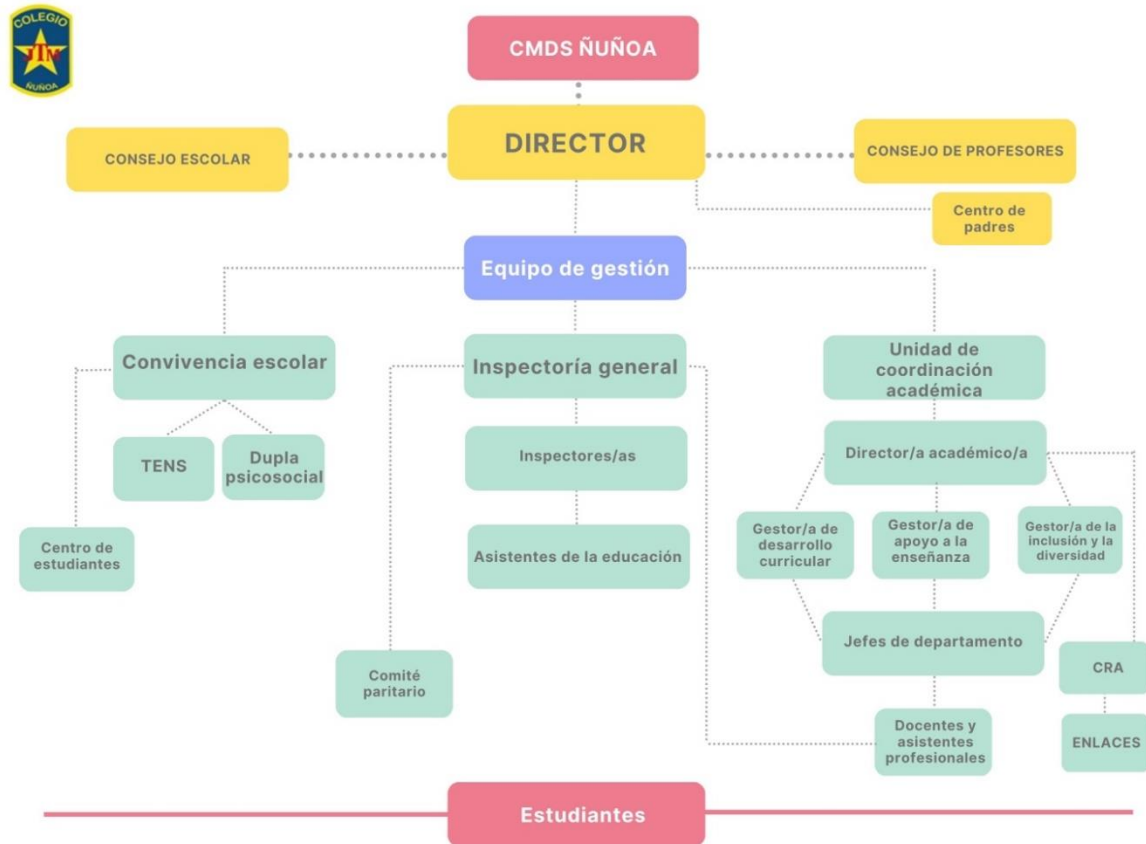 COLEGIO
JTM
ÑUÑOA
CMDS ÑUÑOA
DIRECTOR
CONSEJO ESCOLAR
CONSEJO DE PROFESORES
Centro de
padres
Equipo de gestión
Convivencia escolar
Inspectoría general
Unidad de
coordinación
académica
TENS
Dupla
psicosocial
Inspectores/as
Director/a académico/a
Centro de
estudiantes
Asistentes de la educación
Gestor/a de
desarrollo
curricular
Gestor/a de
apoyo a la
enseñanza
Gestor/a de la
inclusión y la
diversidad
Jefes de departamento
Comité
paritario
CRA
Docentes y
asistentes
profesionales
ENLACES
Estudiantes